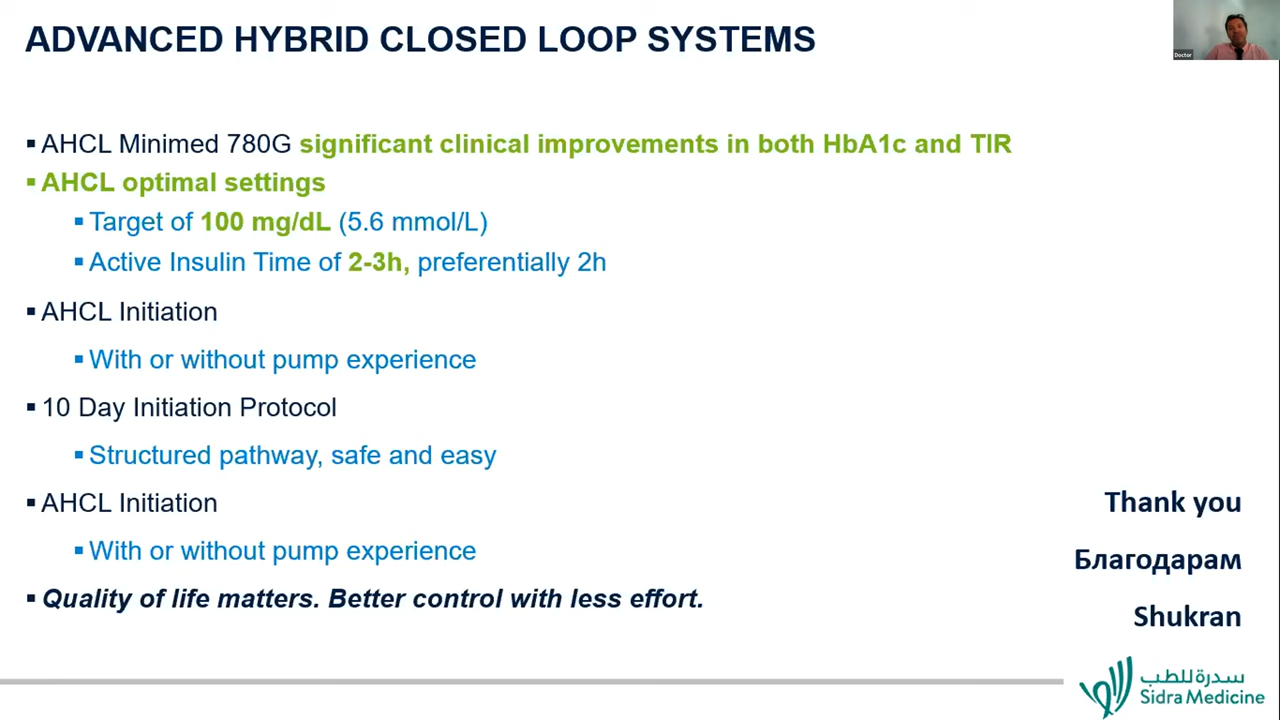 ADVANCED HYBRID CLOSED LOOP SYSTEMS
Doctor
▪AHCL Minimed 780G significant clinical improvements in both HbA1c and TIR
▪AHCL optimal settings
▪Target of 100 mg/dL (5.6 mmol/L)
▪Active Insulin Time of 2-3h, preferentially 2h
▪AHCL Initiation
▪With or without pump experience
▪10 Day Initiation Protocol
▪Structured pathway, safe and easy
▪AHCL Initiation
▪With or without pump experience
▪Quality of life matters. Better control with less effort.
Thank you
Благодарам
Shukran
سدرة للطب
Sidra Medicine